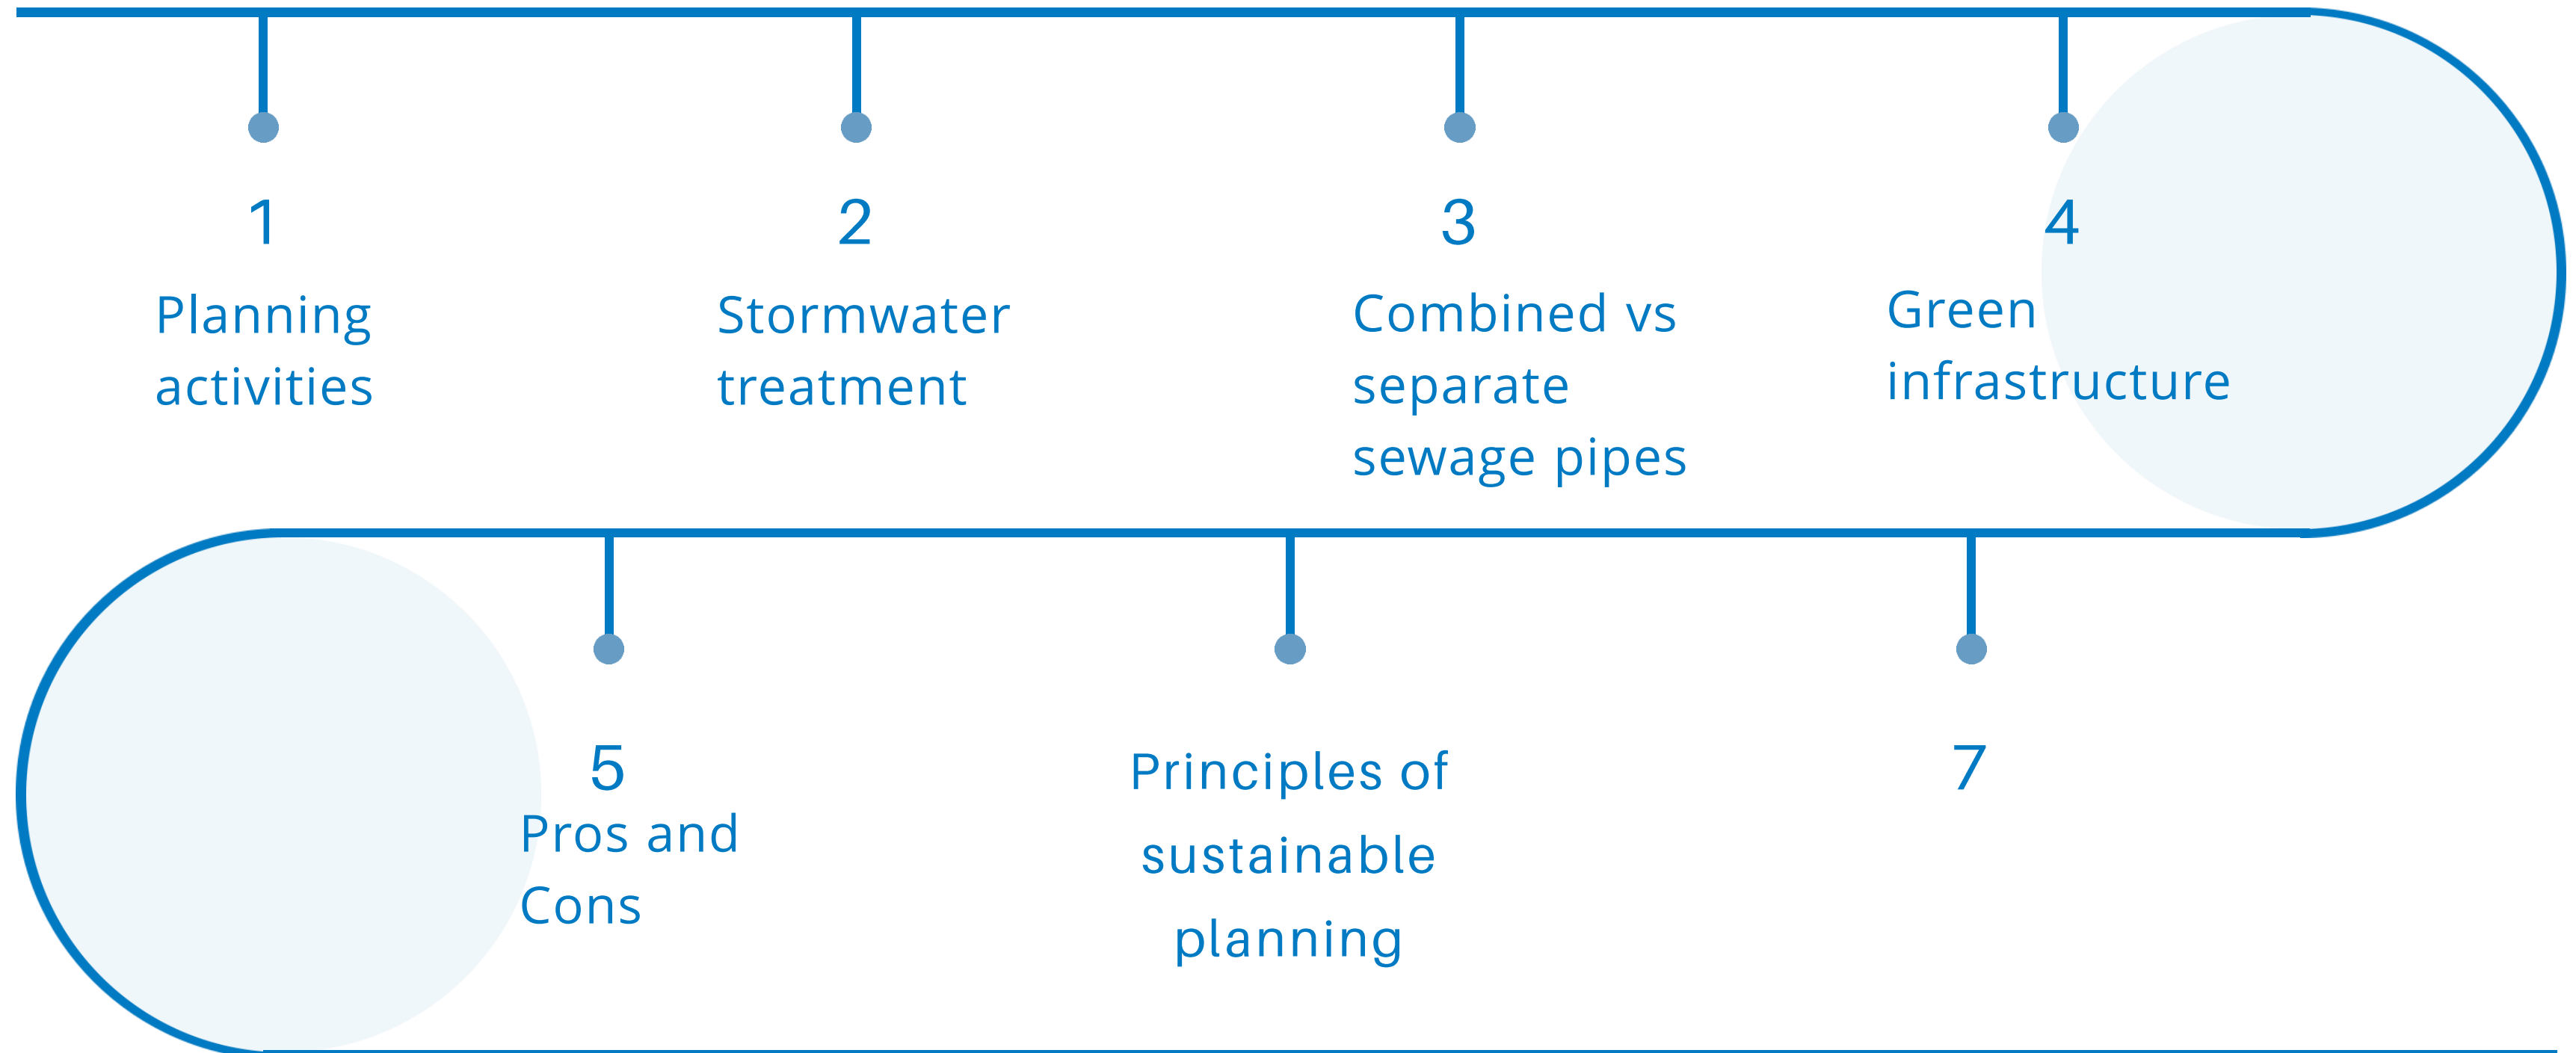 1
Planning
activities
2
Stormwater
treatment
3
Combined vs
separate
sewage pipes
4
Green
infrastructure
5
Pros and
Cons
Principles of
sustainable
planning
7